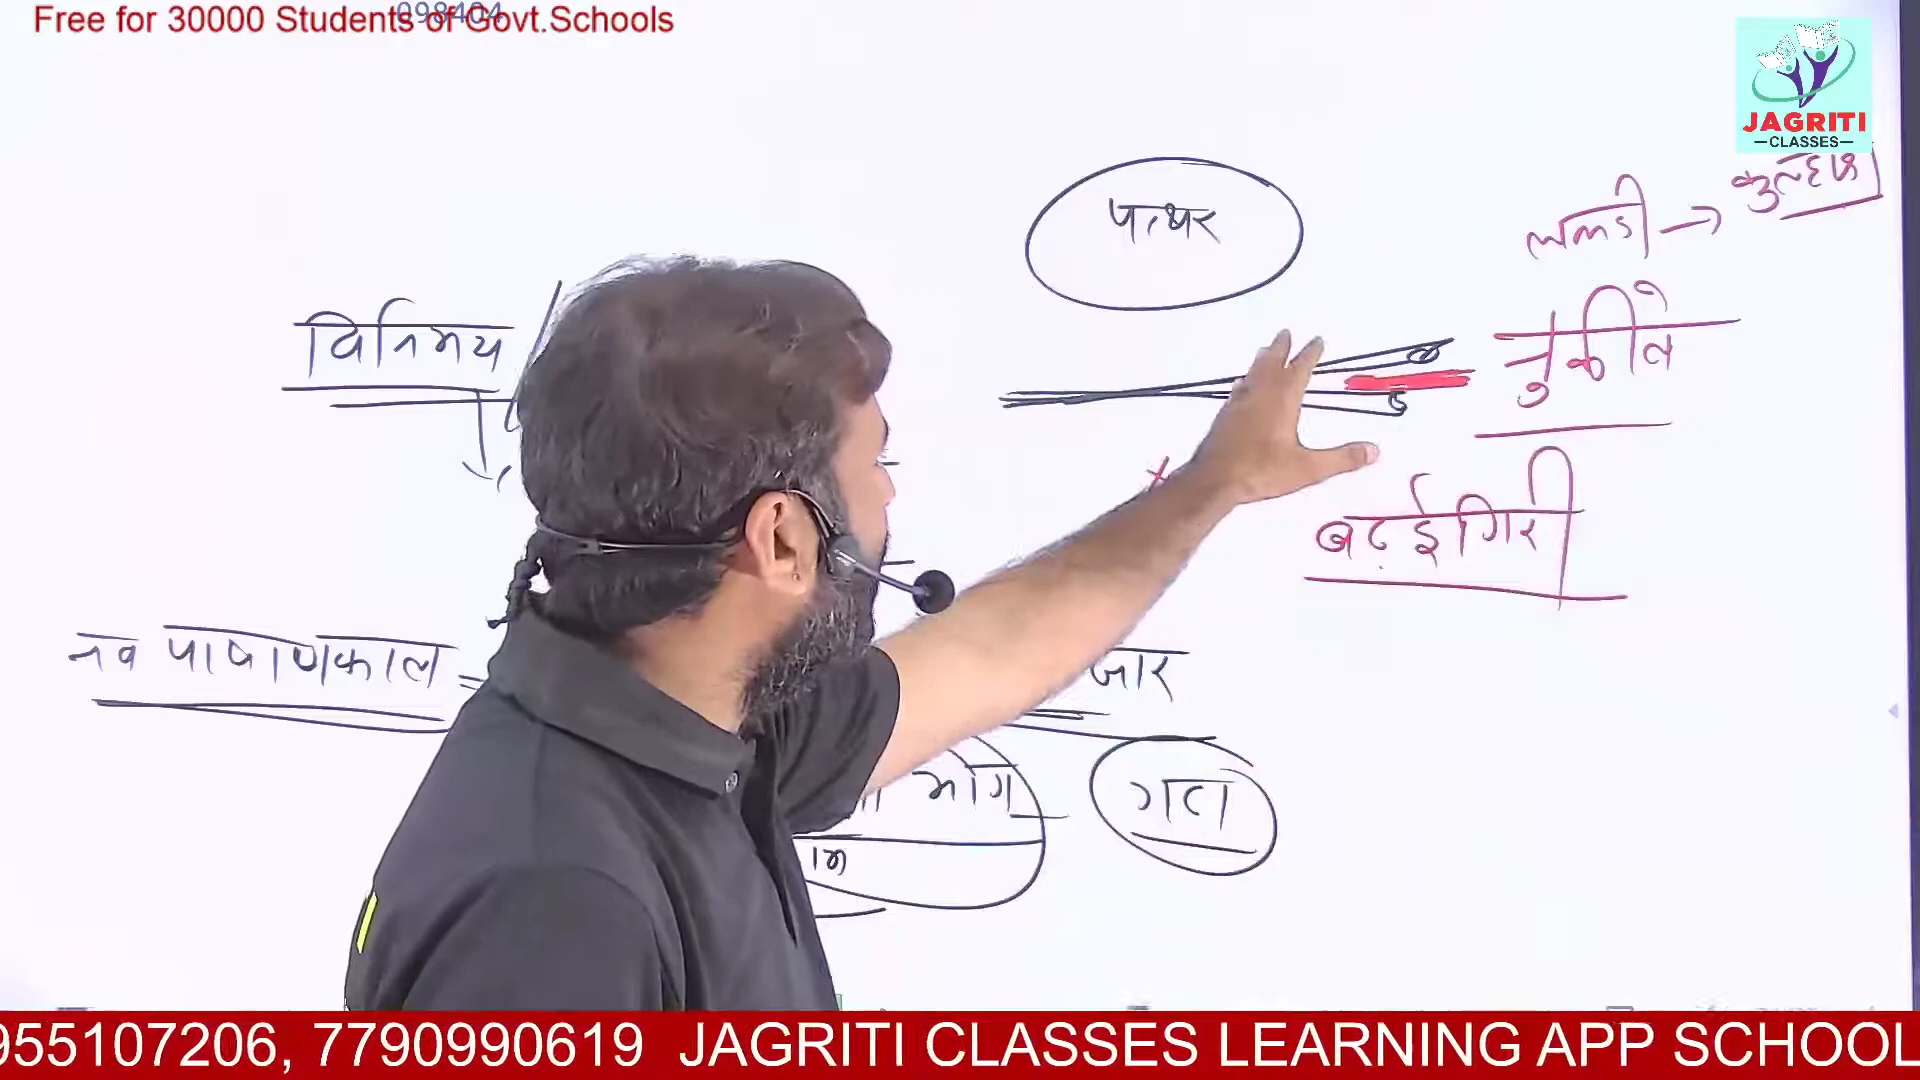 Free for 30000 Students of Govt.Schools
098404
JAGRITI
CLASSES
पत्थर
लकडी →
नुकीले
विनिमय
बढ़ईगिरी
नव पाषाणकाल =
जार
भाग
955107206, 7790990619 JAGRITI CLASSES LEARNING APP SCHOOL